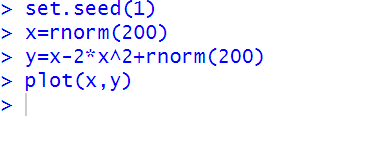 > set.seed(1)
> x=rnorm(200)
> y=x-2*x^2+rnorm(200)
> plot(x,y)
>